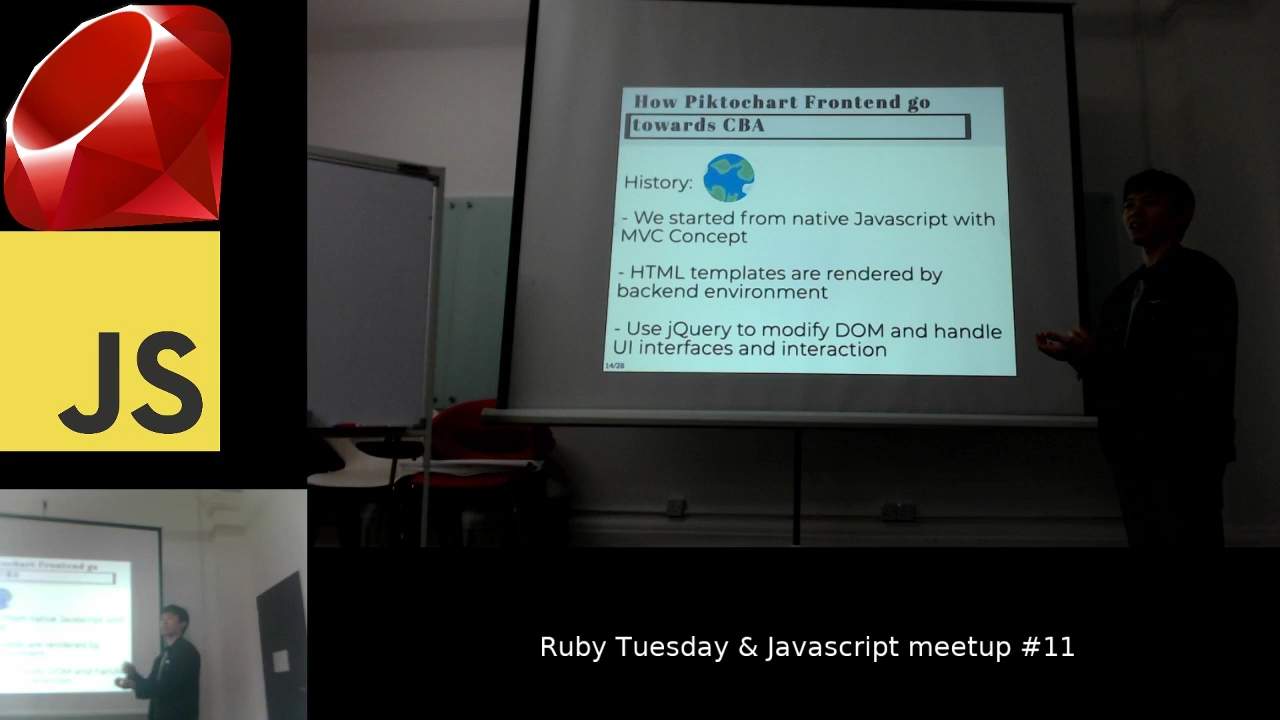 JS
How Piktochart Frontend go
towards CBA
History:
- We started from native Javascript with
MVC Concept
- HTML templates are rendered by
backend environment
- Use jQuery to modify DOM and handle
UI interfaces and interaction
14/28
Ruby Tuesday & Javascript meetup #11